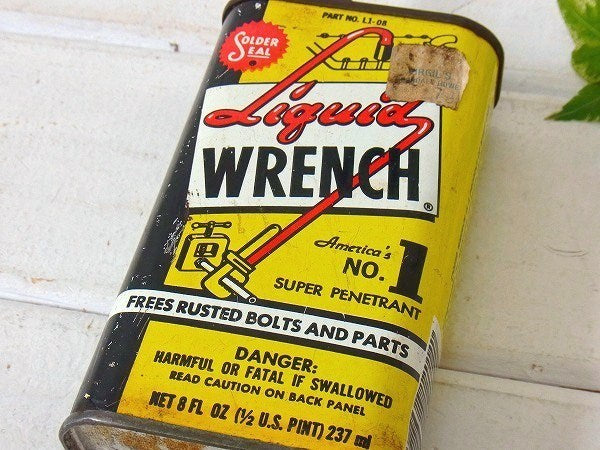 PART NO. L1-08
SOLDER
SEAL
Liquid
WRENCH®
America's
NO. 1
SUPER PENETRANT
FREES RUSTED BOLTS AND PARTS
DANGER:
HARMFUL OR FATAL IF SWALLOWED
READ CAUTION ON BACK PANEL
NET 8 FL OZ (½ U.S. PINT) 237 ml